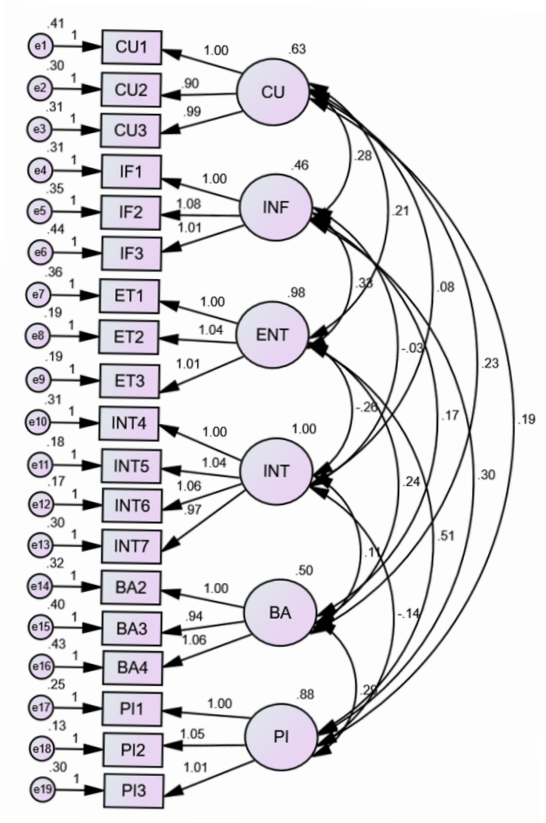 .41
e1 1 CU1 1.00 .63
.30
e2 1 CU2 .90 CU
.31
e3 1 CU3 .99
.31
e4 1 IF1 1.00 .46 .28
.35
e5 1 IF2 1.08 INF .21
.44
e6 1 IF3 1.01
.36
e7 1 ET1 1.00 .98 .33 .08
.19
e8 1 ET2 1.04 ENT
.19
e9 1 ET3 1.01 -.03 .23
.31
e10 1 INT4 1.00 1.00 -.26 .17 .19
.18
e11 1 INT5 1.04 INT
.17
e12 1 INT6 1.06 .24 .30
.30
e13 1 INT7 .97 .51
.32
e14 1 BA2 1.00 .50 .11
.40
e15 1 BA3 .94 BA -.14
.43
e16 1 BA4 1.06
.25
e17 1 PI1 1.00 .88
.13
e18 1 PI2 1.05 PI
.30
e19 1 PI3 1.01